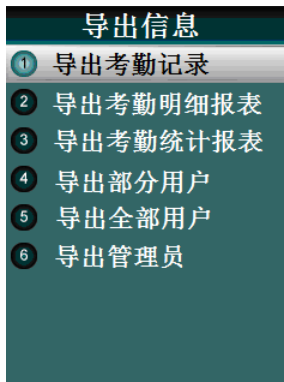 导出信息
1 导出考勤记录
2 导出考勤明细报表
3 导出考勤统计报表
4 导出部分用户
5 导出全部用户
6 导出管理员